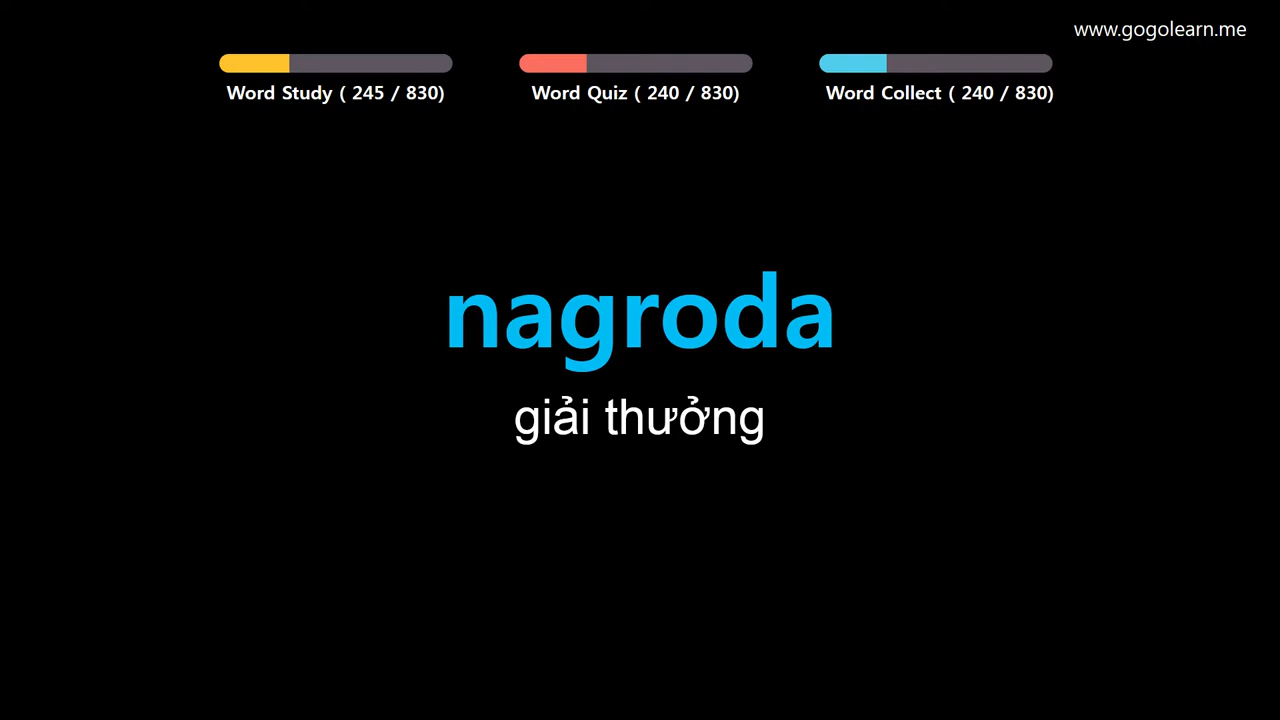 www.gogolearn.me
Word Study ( 245 / 830)
Word Quiz ( 240 / 830)
Word Collect ( 240 / 830)
nagroda
giải thưởng